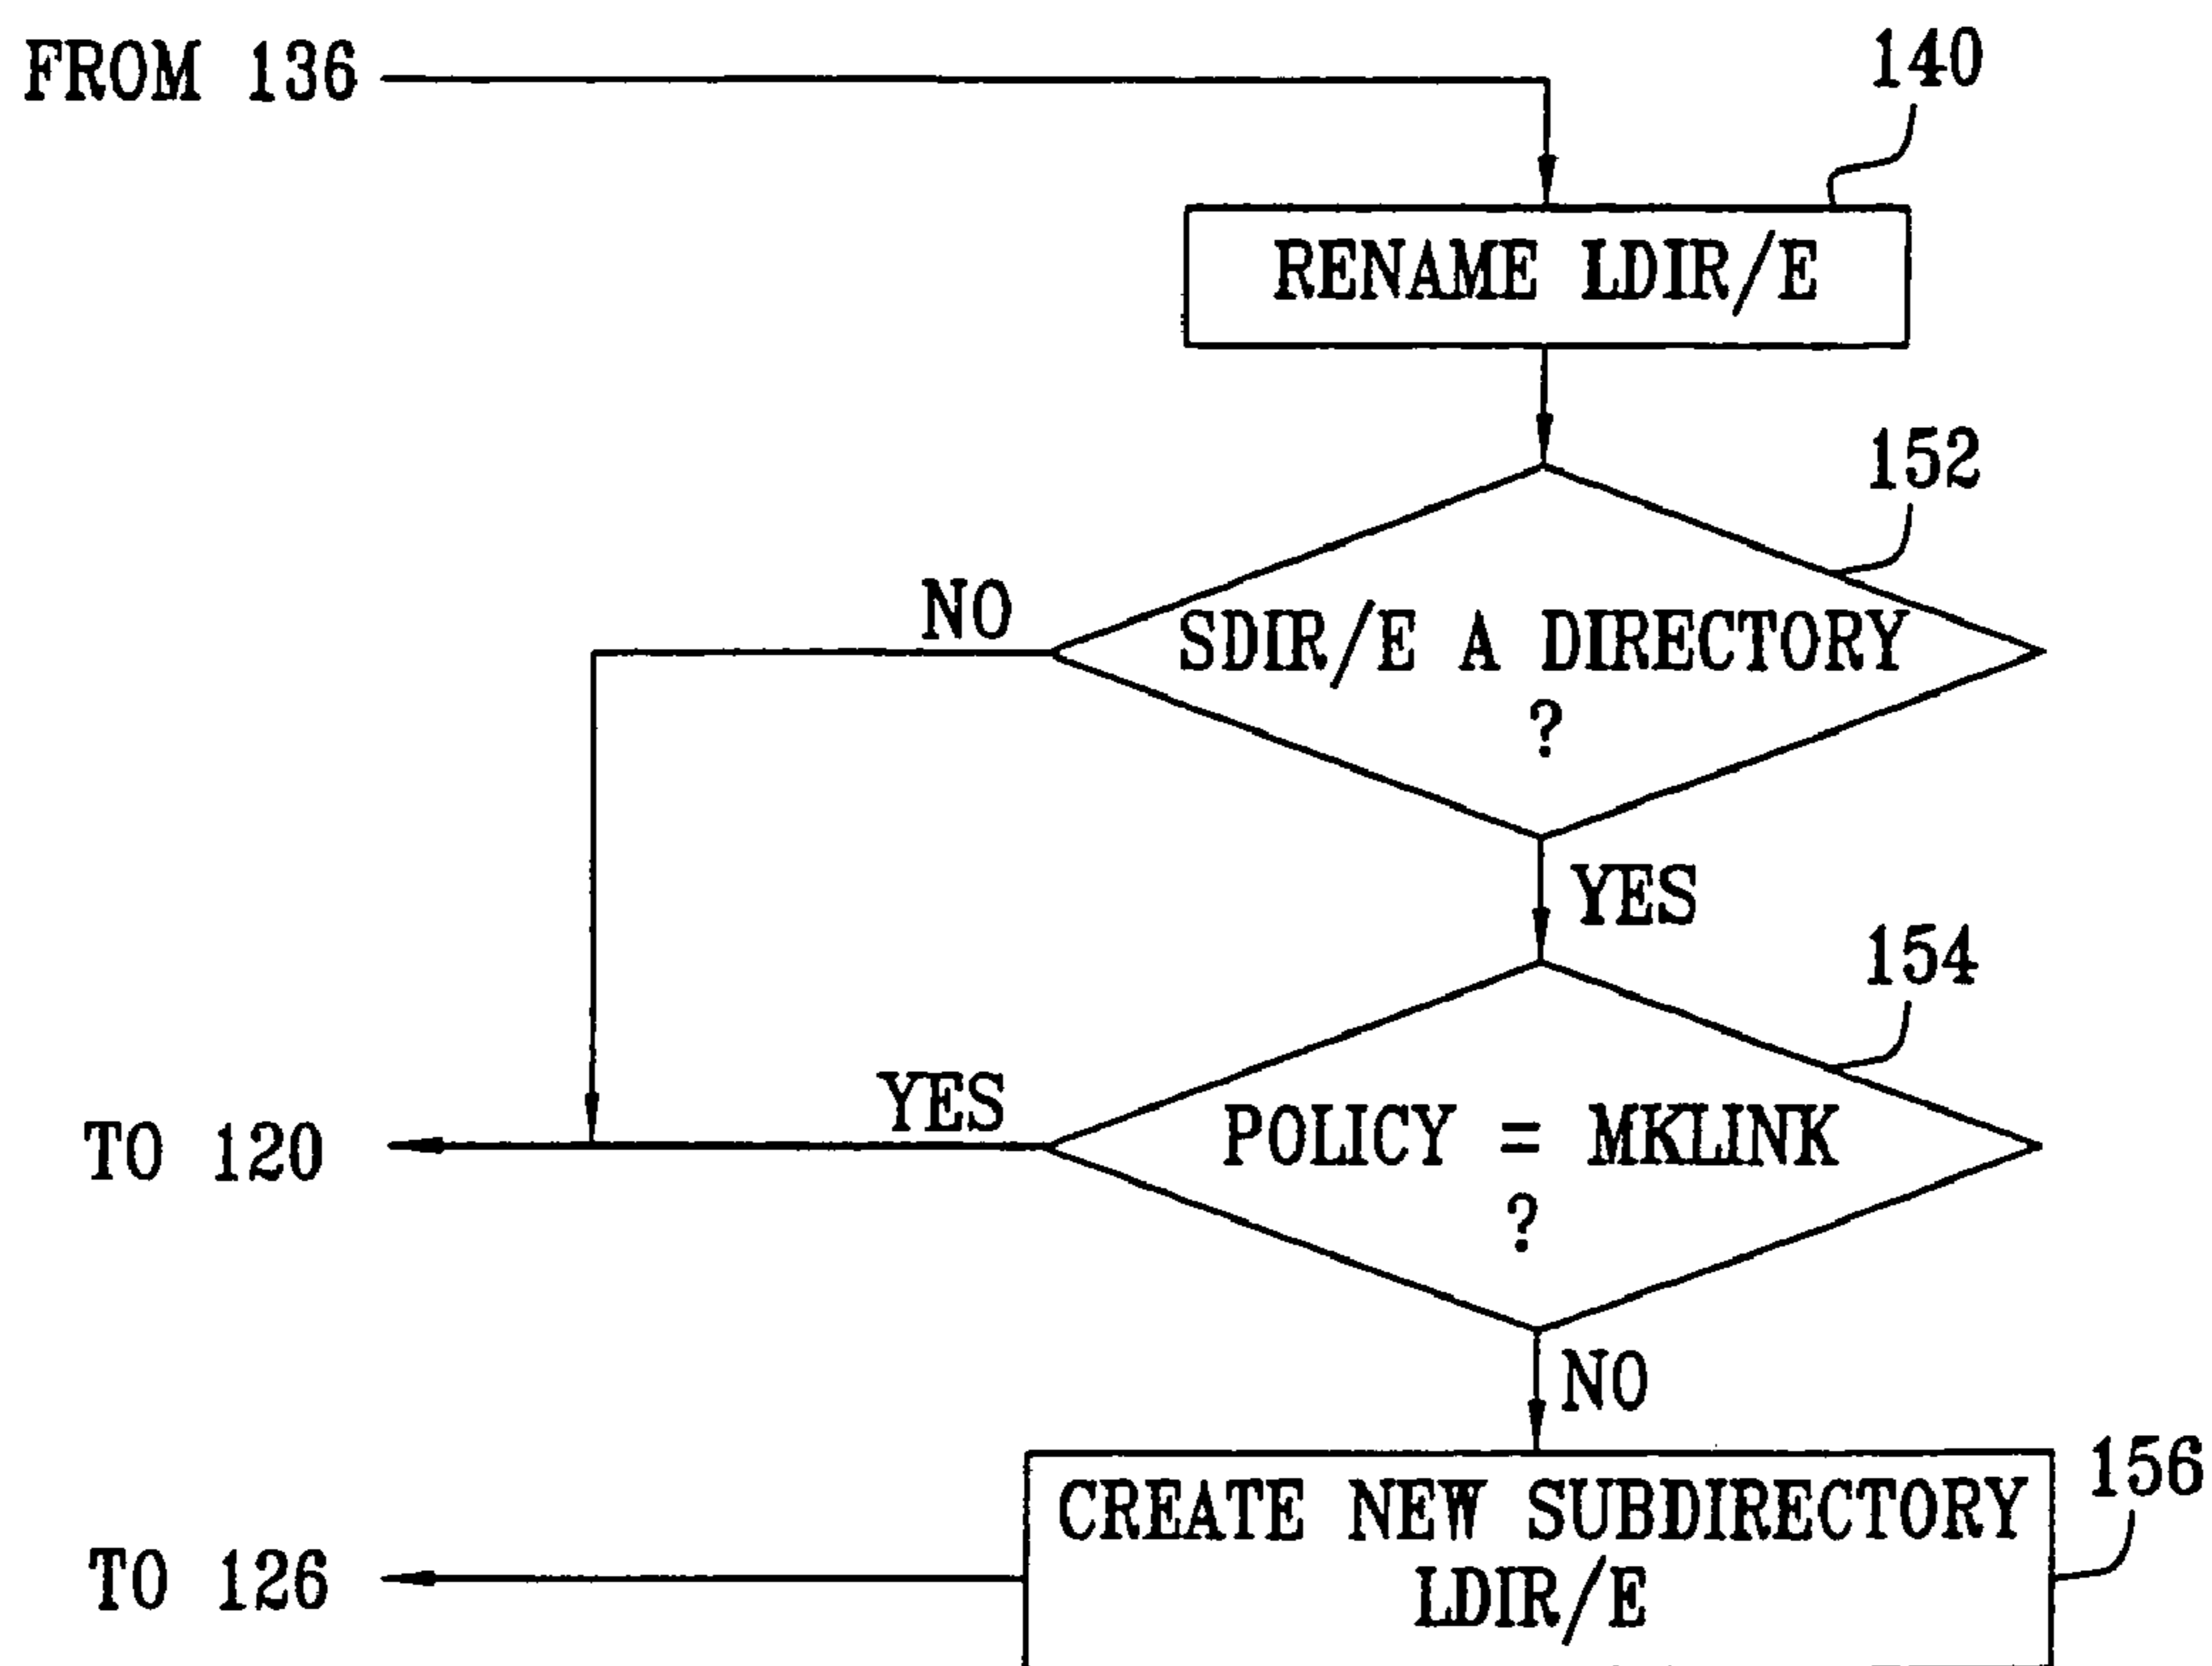 FROM 136
140
RENAME LDIR/E
152
NO
SDIR/E A DIRECTORY
?
YES
154
YES
TO 120
POLICY = MKLINK
?
NO
156
CREATE NEW SUBDIRECTORY
LDIR/E
TO 126